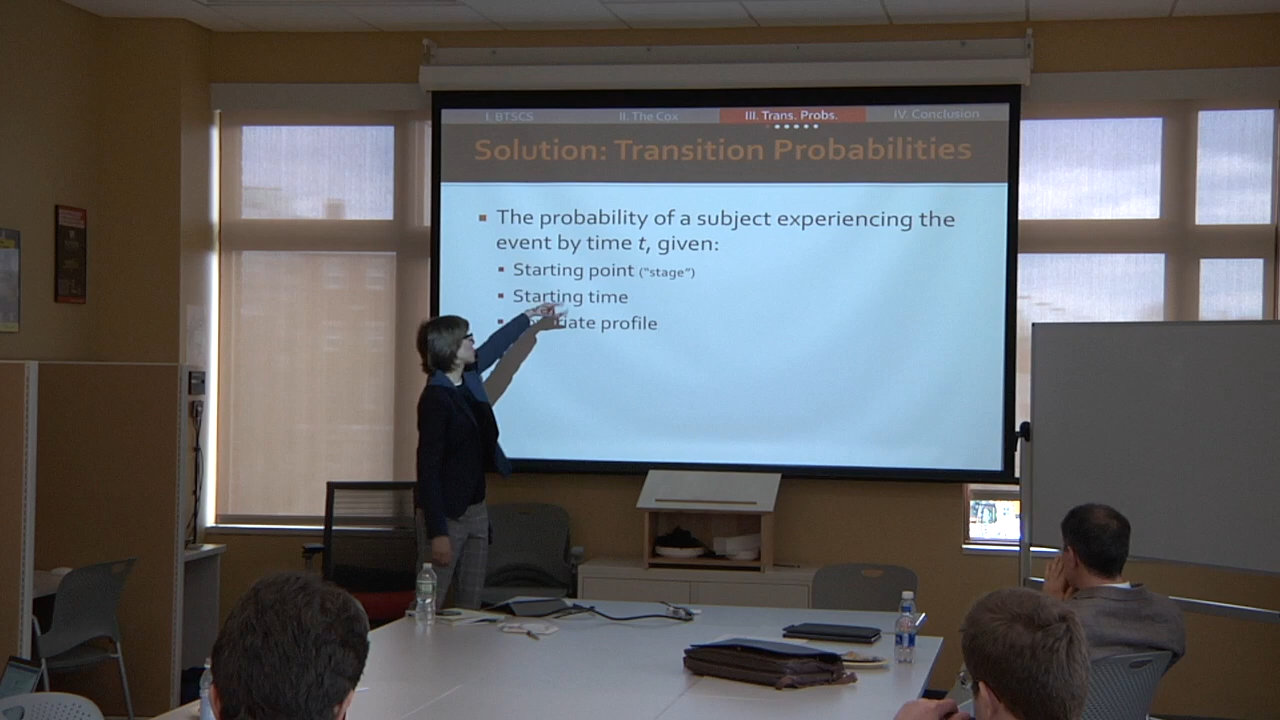 I. BTSCS
II. The Cox
III. Trans. Probs.
IV. Conclusion
Solution: Transition Probabilities
The probability of a subject experiencing the
event by time t, given:
Starting point ("stage")
Starting time
profile